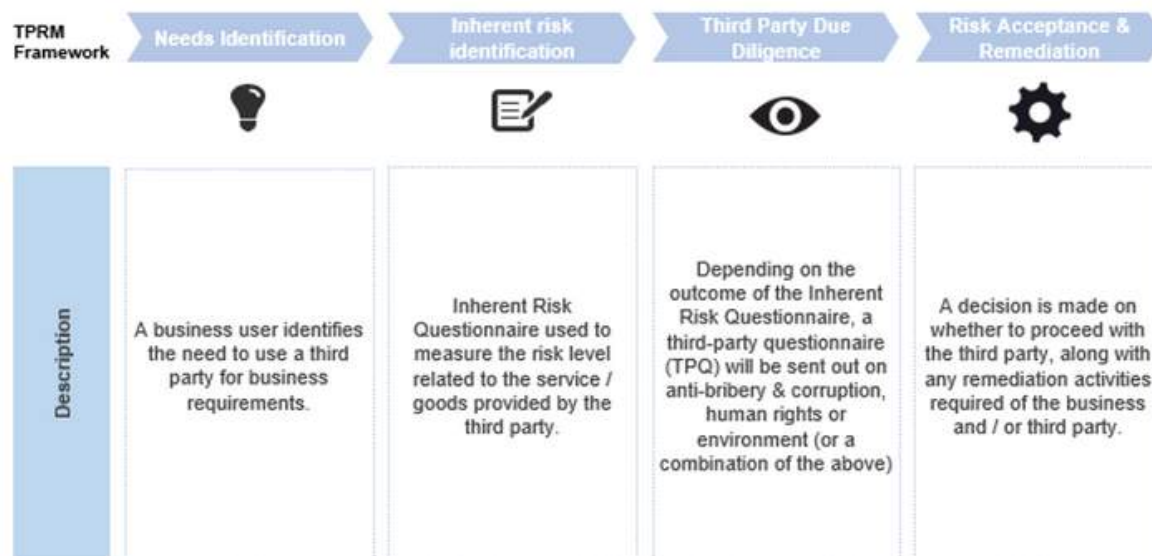 TPRM
Framework
Needs Identification
Inherent risk
identification
Third Party Due
Diligence
Risk Acceptance &
Remediation
Description
A business user identifies
the need to use a third
party for business
requirements.
Inherent Risk
Questionnaire used to
measure the risk level
related to the service /
goods provided by the
third party.
Depending on the
outcome of the Inherent
Risk Questionnaire, a
third-party questionnaire
(TPQ) will be sent out on
anti-bribery & corruption,
human rights or
environment (or a
combination of the above)
A decision is made on
whether to proceed with
the third party, along with
any remediation activities
required of the business
and / or third party.